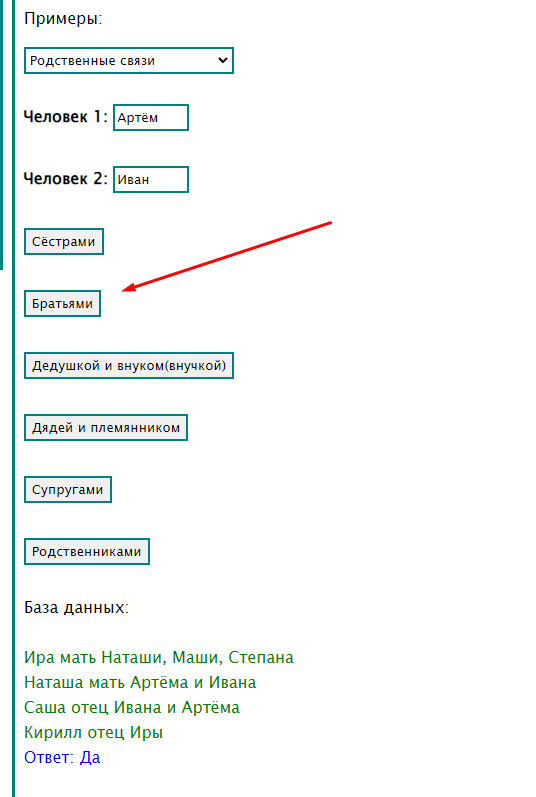 Примеры:
Родственные связи
Человек 1: Артём
Человек 2: Иван
Сёстрами
Братьями
Дедушкой и внуком(внучкой)
Дядей и племянником
Супругами
Родственниками
База данных:
Ира мать Наташи, Маши, Степана
Наташа мать Артёма и Ивана
Саша отец Ивана и Артёма
Кирилл отец Иры
Ответ: Да